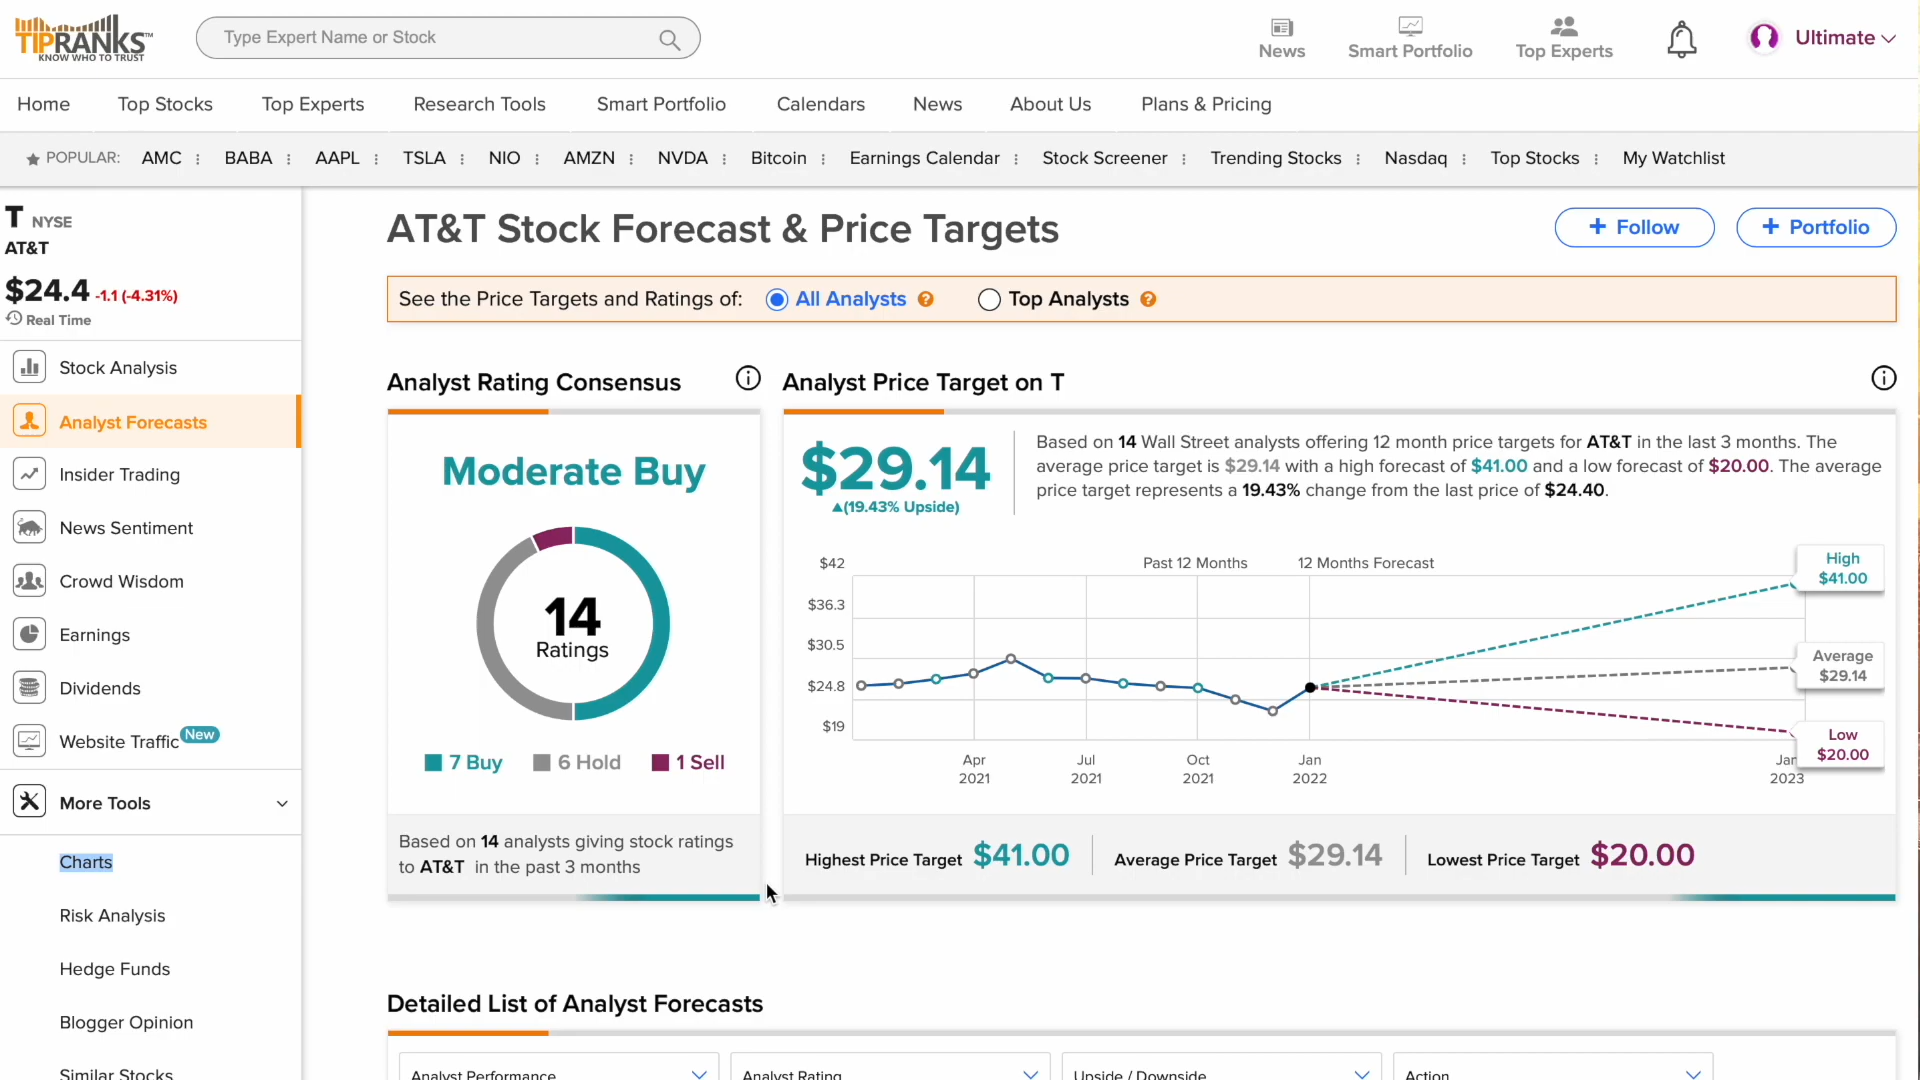 TIPRANKS™
KNOW WHO TO TRUST
Type Expert Name or Stock
News
Smart Portfolio
Top Experts
Ultimate
Home
Top Stocks
Top Experts
Research Tools
Smart Portfolio
Calendars
News
About Us
Plans & Pricing
POPULAR:
AMC
BABA
AAPL
TSLA
NIO
AMZN
NVDA
Bitcoin
Earnings Calendar
Stock Screener
Trending Stocks
Nasdaq
Top Stocks
My Watchlist
T NYSE
AT&T
$24.4 -1.1 (-4.31%)
Real Time
Stock Analysis
Analyst Forecasts
Insider Trading
News Sentiment
Crowd Wisdom
Earnings
Dividends
Website Traffic New
More Tools
Charts
Risk Analysis
Hedge Funds
Blogger Opinion
Similar Stocks
AT&T Stock Forecast & Price Targets
+ Follow
+ Portfolio
See the Price Targets and Ratings of: All Analysts ? Top Analysts ?
Analyst Rating Consensus
Moderate Buy
14
Ratings
7 Buy 6 Hold 1 Sell
Based on 14 analysts giving stock ratings
to AT&T in the past 3 months
Analyst Price Target on T
$29.14
▲(19.43% Upside)
Based on 14 Wall Street analysts offering 12 month price targets for AT&T in the last 3 months. The
average price target is $29.14 with a high forecast of $41.00 and a low forecast of $20.00. The average
price target represents a 19.43% change from the last price of $24.40.
Past 12 Months
12 Months Forecast
$42
$36.3
$30.5
$24.8
$19
High
$41.00
Average
$29.14
Low
$20.00
Apr
2021
Jul
2021
Oct
2021
Jan
2022
Jan
2023
Highest Price Target $41.00
Average Price Target $29.14
Lowest Price Target $20.00
Detailed List of Analyst Forecasts
Analyst Performance
Analyst Rating
Upside / Downside
Action